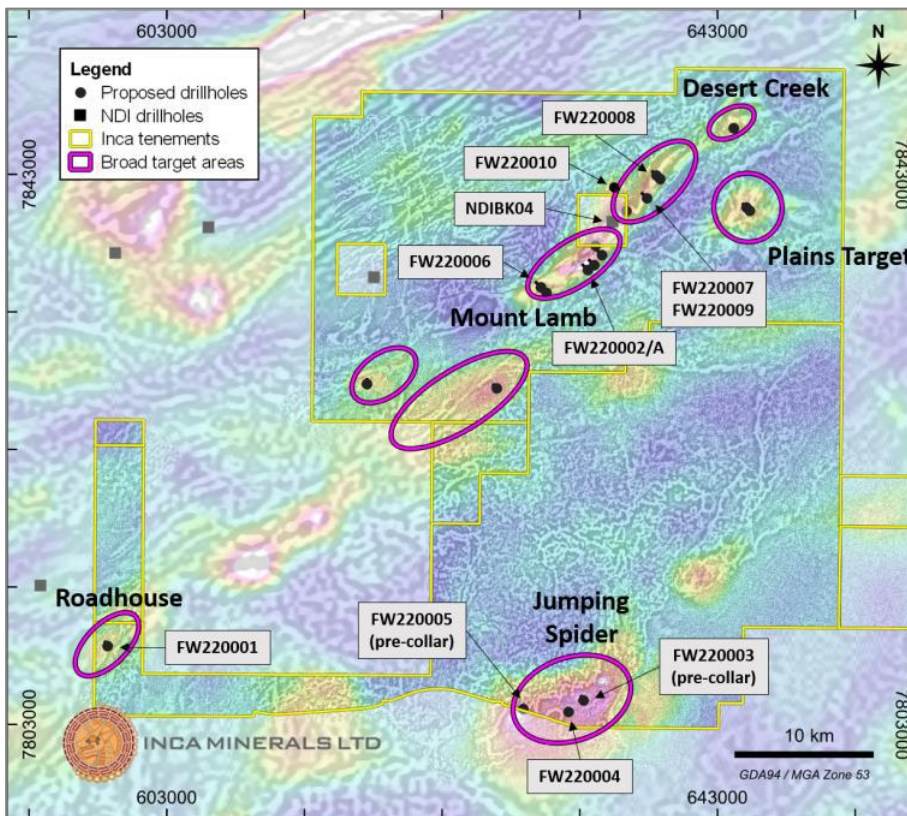 603000
643000
N
Legend
Proposed drillholes
NDI drillholes
Inca tenements
Broad target areas
Desert Creek
FW220008
FW220010
NDIBK04
7843000
7843000
Plains Target
FW220006
Mount Lamb
FW220007
FW220009
FW220002/A
Roadhouse
FW220001
Jumping
Spider
FW220005
(pre-collar)
FW220003
(pre-collar)
FW220004
7803000
7803000
INCA MINERALS LTD
10 km
GDA94 / MGA Zone 53
603000
643000